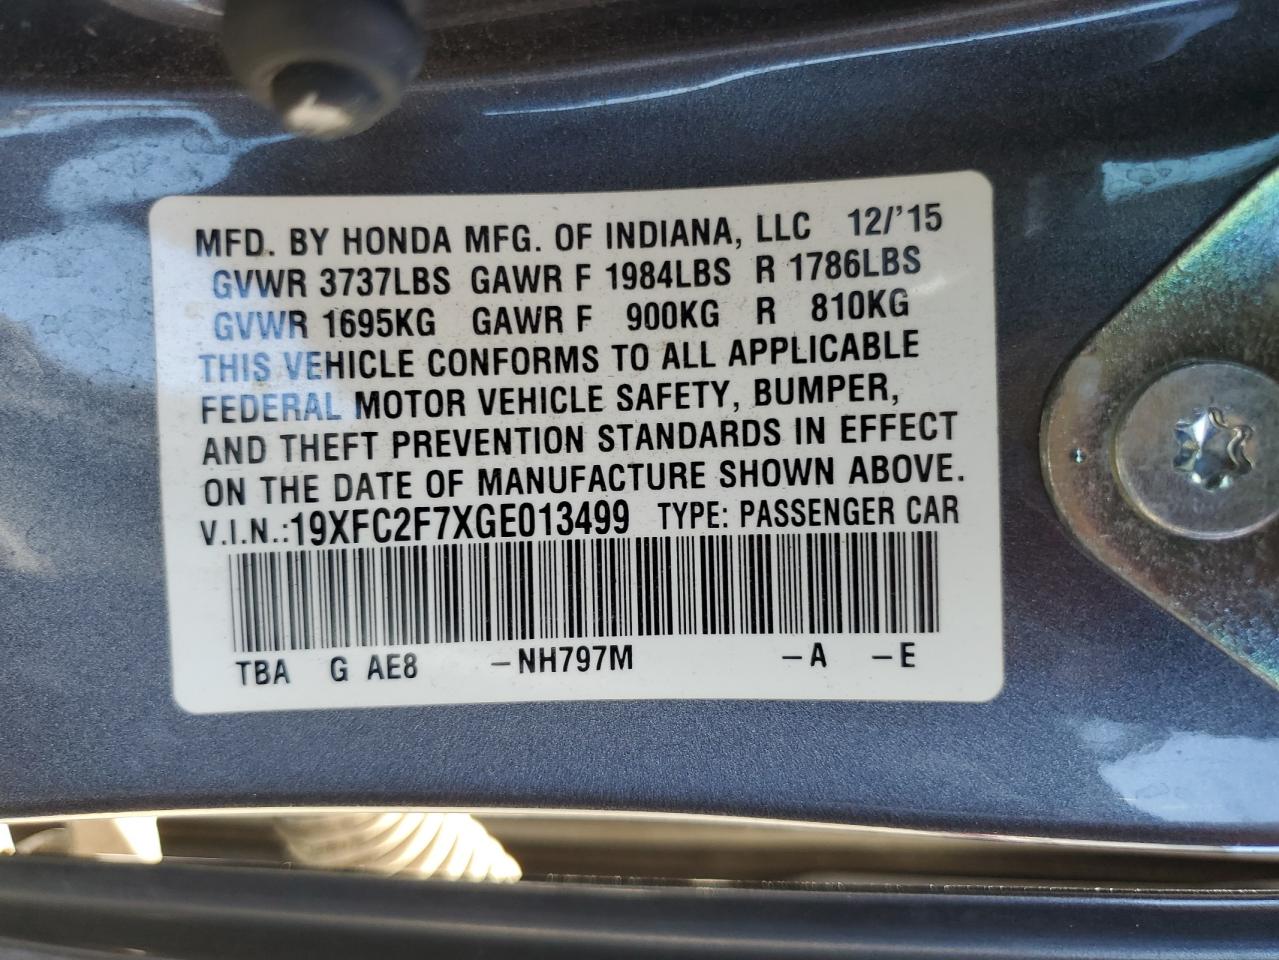 MFD. BY HONDA MFG. OF INDIANA, LLC 12/'15
GVWR 3737LBS GAWR F 1984LBS R 1786LBS
GVWR 1695KG GAWR F 900KG R 810KG
THIS VEHICLE CONFORMS TO ALL APPLICABLE
FEDERAL MOTOR VEHICLE SAFETY, BUMPER,
AND THEFT PREVENTION STANDARDS IN EFFECT
ON THE DATE OF MANUFACTURE SHOWN ABOVE.
V.I.N.:19XFC2F7XGE013499 TYPE: PASSENGER CAR
TBA G AE8 -NH797M -A -E